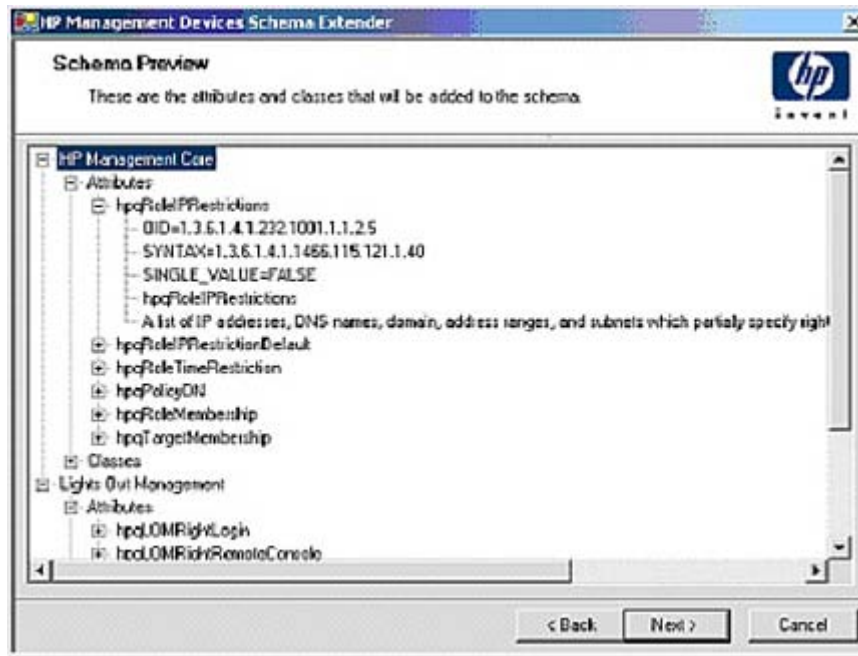 HP Management Devices Schema Extender
Schema Preview
These are the attributes and classes that will be added to the schema.
hp
invent
HP Management Core
Attributes
hpqRoleIPRestrictions
OID=1.3.6.1.4.1.232.1001.1.1.2.5
SYNTAX=1.3.6.1.4.1.1466.115.121.1.40
SINGLE_VALUE=FALSE
hpqRoleIPRestrictions
A list of IP addresses, DNS names, domain, address ranges, and subnets which partially specify right
hpqRoleIPRestrictionDefault
hpqRoleTimeRestriction
hpqPolicyDN
hpqRoleMembership
hpqTargetMembership
Classes
Lights Out Management
Attributes
hpqLOMRightLogin
hpqLOMRightRemoteConsole
< Back
Next >
Cancel